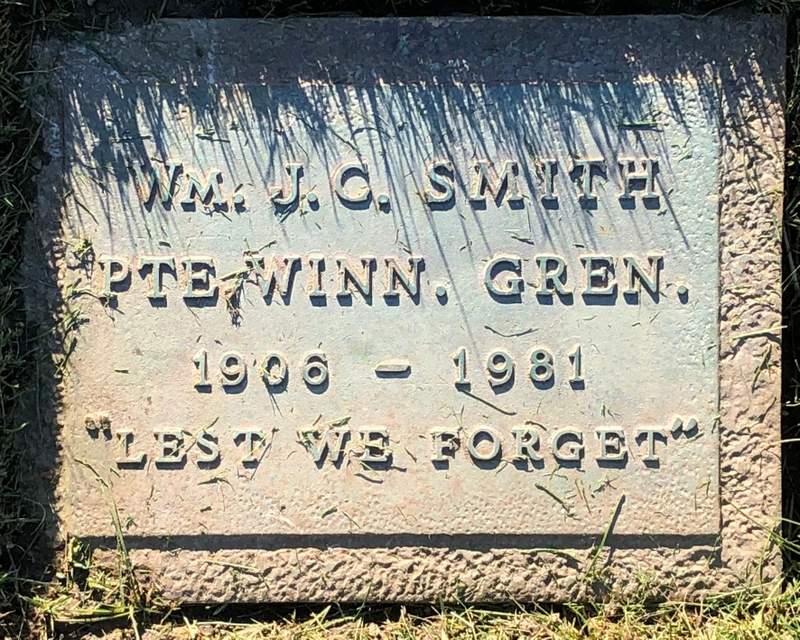 Wm. J. C. SMITH
PTE. WINN. GREN.
1906 - 1981
“LEST WE FORGET“